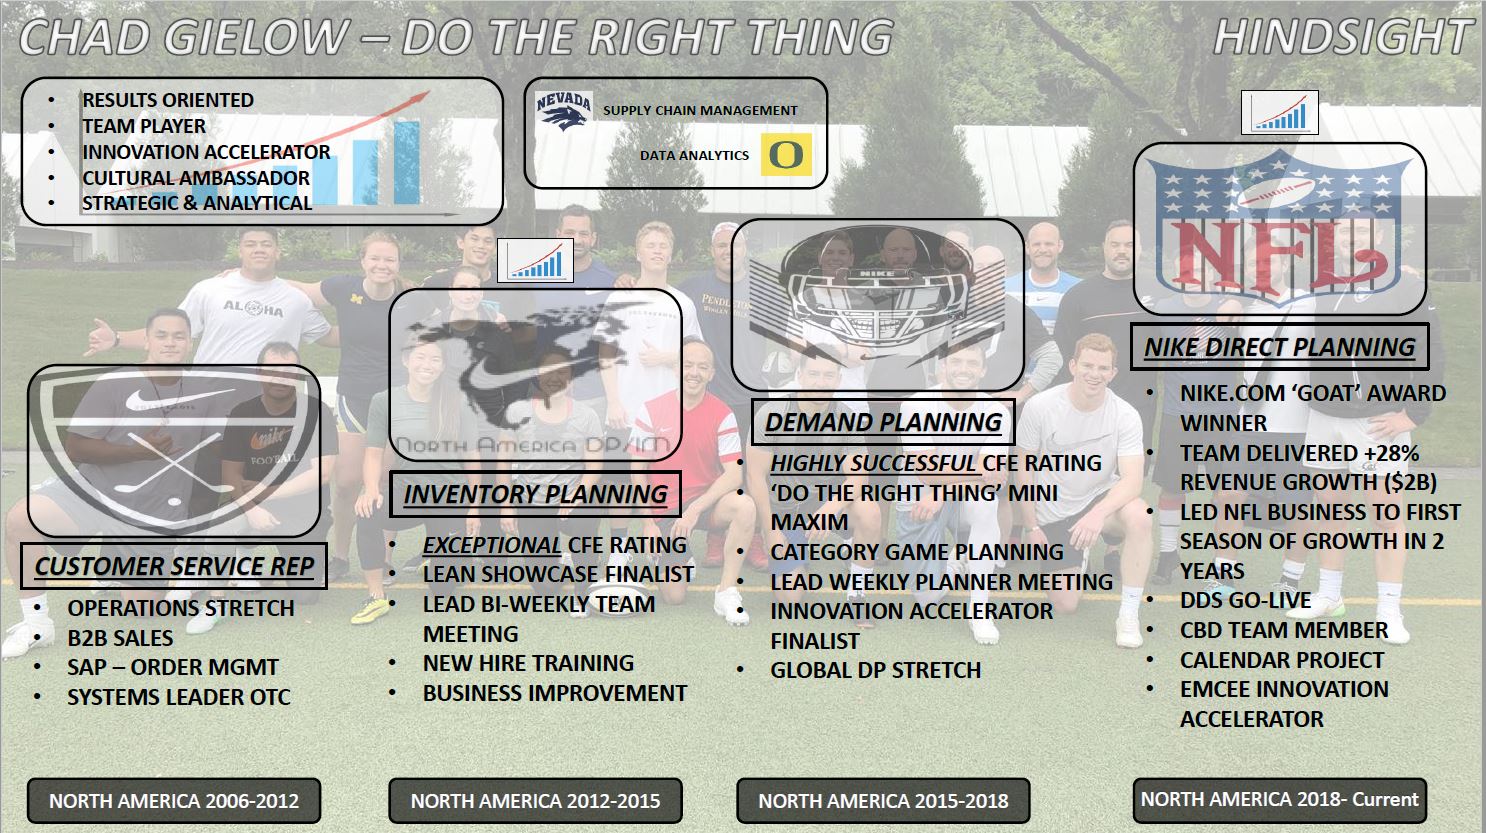 CHAD GIELOW – DO THE RIGHT THING
HINDSIGHT
• RESULTS ORIENTED
• TEAM PLAYER
• INNOVATION ACCELERATOR
• CULTURAL AMBASSADOR
• STRATEGIC & ANALYTICAL
NEVADA
SUPPLY CHAIN MANAGEMENT
DATA ANALYTICS
O
CUSTOMER SERVICE REP
• OPERATIONS STRETCH
• B2B SALES
• SAP – ORDER MGMT
• SYSTEMS LEADER OTC
NORTH AMERICA 2006-2012
NORTH AMERICA DP/IM
INVENTORY PLANNING
• EXCEPTIONAL CFE RATING
• LEAN SHOWCASE FINALIST
• LEAD BI-WEEKLY TEAM
MEETING
• NEW HIRE TRAINING
• BUSINESS IMPROVEMENT
NORTH AMERICA 2012-2015
NIKE
DEMAND PLANNING
• HIGHLY SUCCESSFUL CFE RATING
• ‘DO THE RIGHT THING’ MINI
MAXIM
• CATEGORY GAME PLANNING
• LEAD WEEKLY PLANNER MEETING
• INNOVATION ACCELERATOR
FINALIST
• GLOBAL DP STRETCH
NORTH AMERICA 2015-2018
NFL
NIKE DIRECT PLANNING
• NIKE.COM ‘GOAT’ AWARD
WINNER
• TEAM DELIVERED +28%
REVENUE GROWTH ($2B)
• LED NFL BUSINESS TO FIRST
SEASON OF GROWTH IN 2
YEARS
• DDS GO-LIVE
• CBD TEAM MEMBER
• CALENDAR PROJECT
• EMCEE INNOVATION
ACCELERATOR
NORTH AMERICA 2018- Current
ALOHA
FOOTBALL